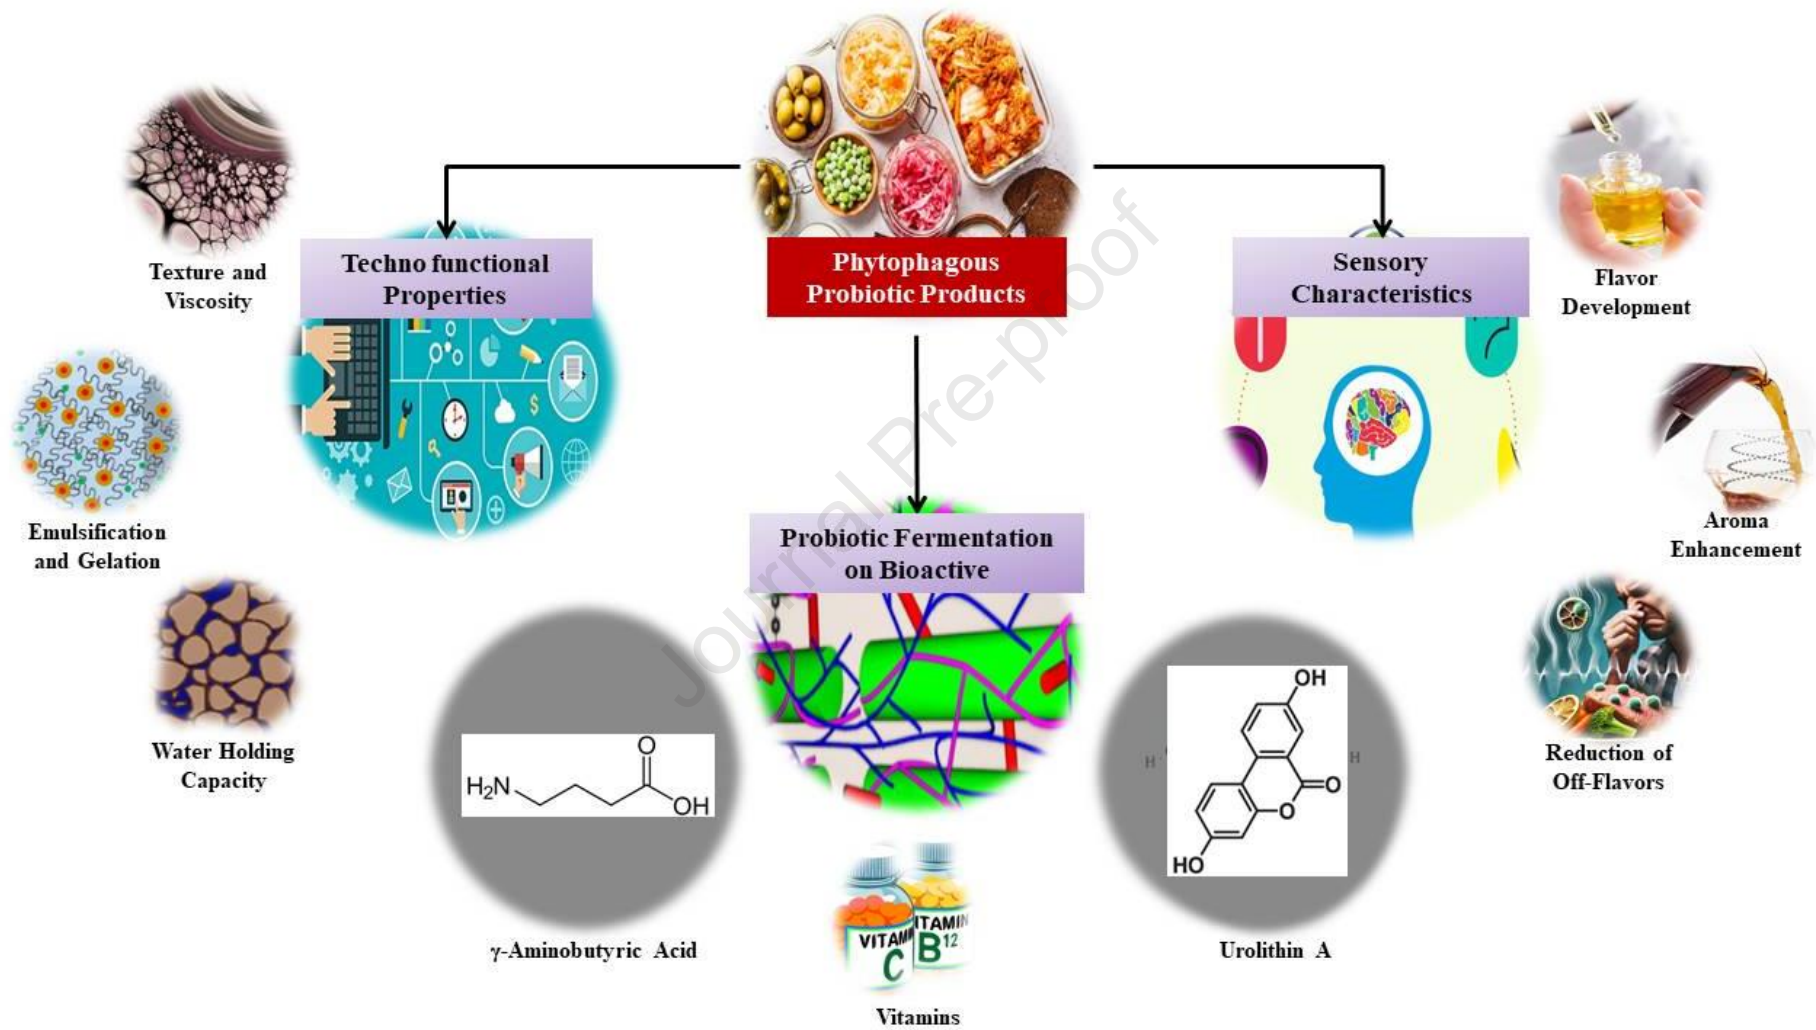 Phytophagous
Probiotic Products
Techno functional
Properties
Texture and
Viscosity
Emulsification
and Gelation
Water Holding
Capacity
Sensory
Characteristics
Flavor
Development
Aroma
Enhancement
Reduction of
Off-Flavors
Probiotic Fermentation
on Bioactive
H₂N
O
OH
γ-Aminobutyric Acid
VITAM
C
ITAMIN
B12
Vitamins
OH
O
O
HO
H
H
Urolithin A
Journal Pre-proof
$